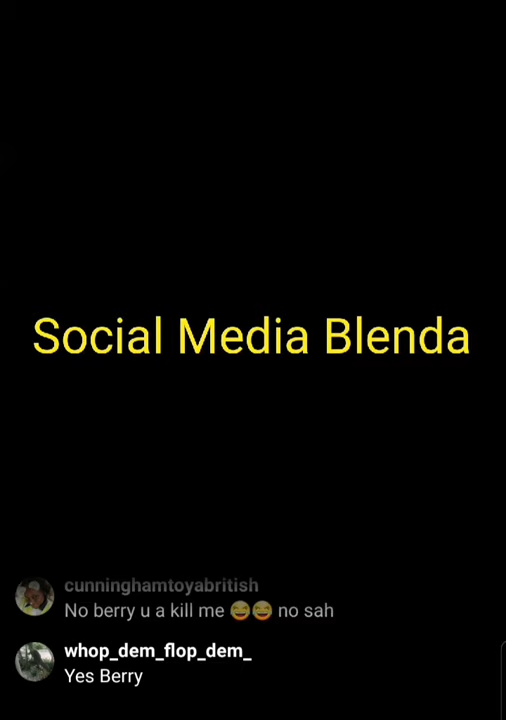 Social Media Blenda
cunninghamtoyabritish
No berry u a kill me 😂😂 no sah
whop_dem_flop_dem_
Yes Berry